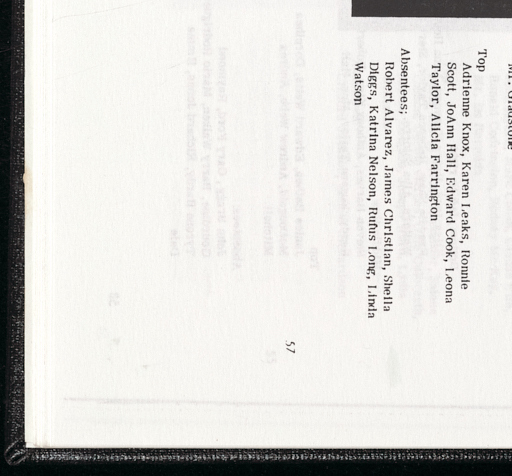 Mr. Gladstone
Top
Adrienne Knox, Karen Leaks, Ronnie
Scott, JoAnn Hall, Edward Cook, Leona
Taylor, Alicia Farrington
Absentees;
Robert Alvarez, James Christian, Sheila
Diggs, Katrina Nelson, Rufus Long, Linda
Watson
57